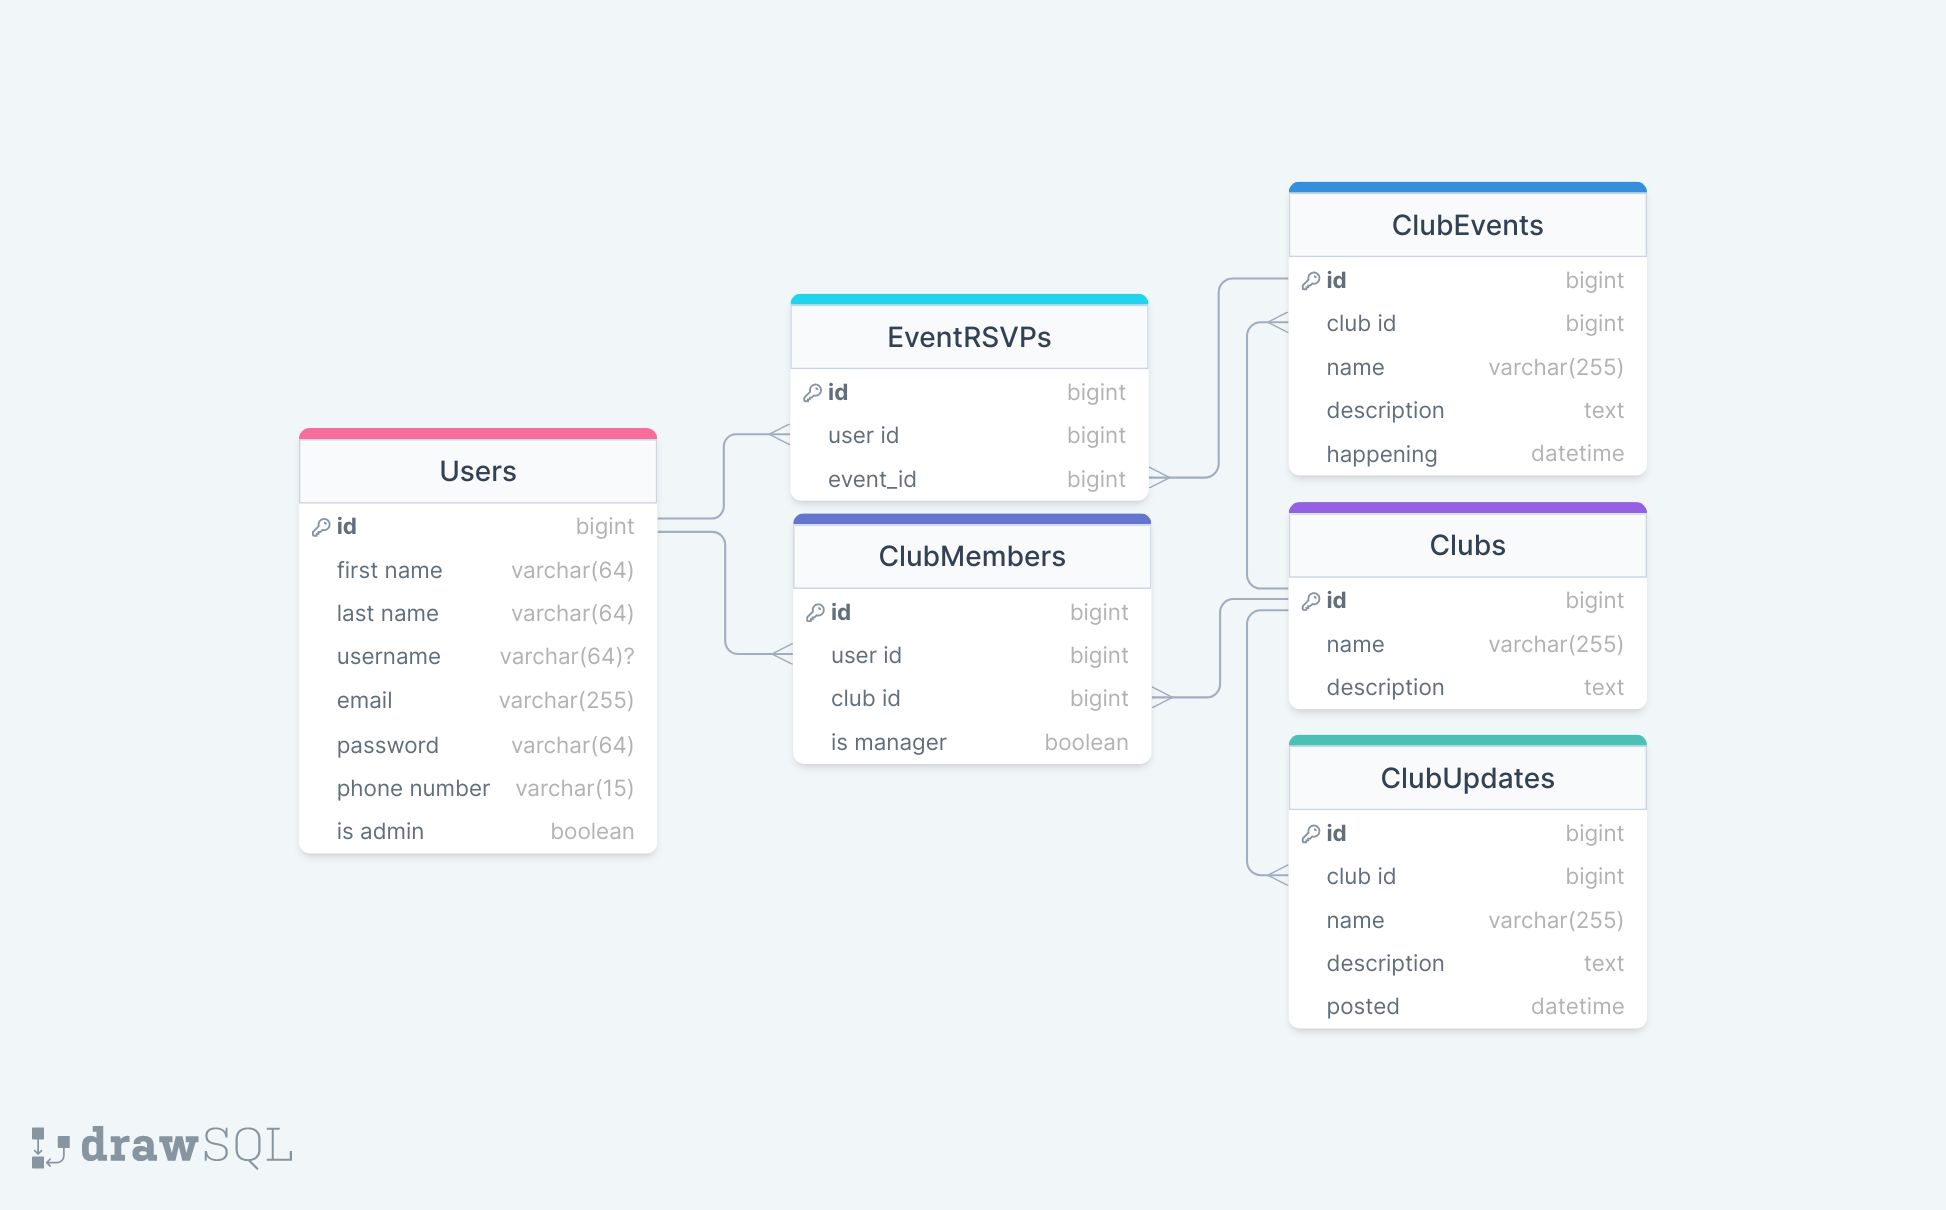 Users
id bigint
first name varchar(64)
last name varchar(64)
username varchar(64)?
email varchar(255)
password varchar(64)
phone number varchar(15)
is admin boolean
EventRSVPs
id bigint
user id bigint
event_id bigint
ClubMembers
id bigint
user id bigint
club id bigint
is manager boolean
ClubEvents
id bigint
club id bigint
name varchar(255)
description text
happening datetime
Clubs
id bigint
name varchar(255)
description text
ClubUpdates
id bigint
club id bigint
name varchar(255)
description text
posted datetime
drawSQL